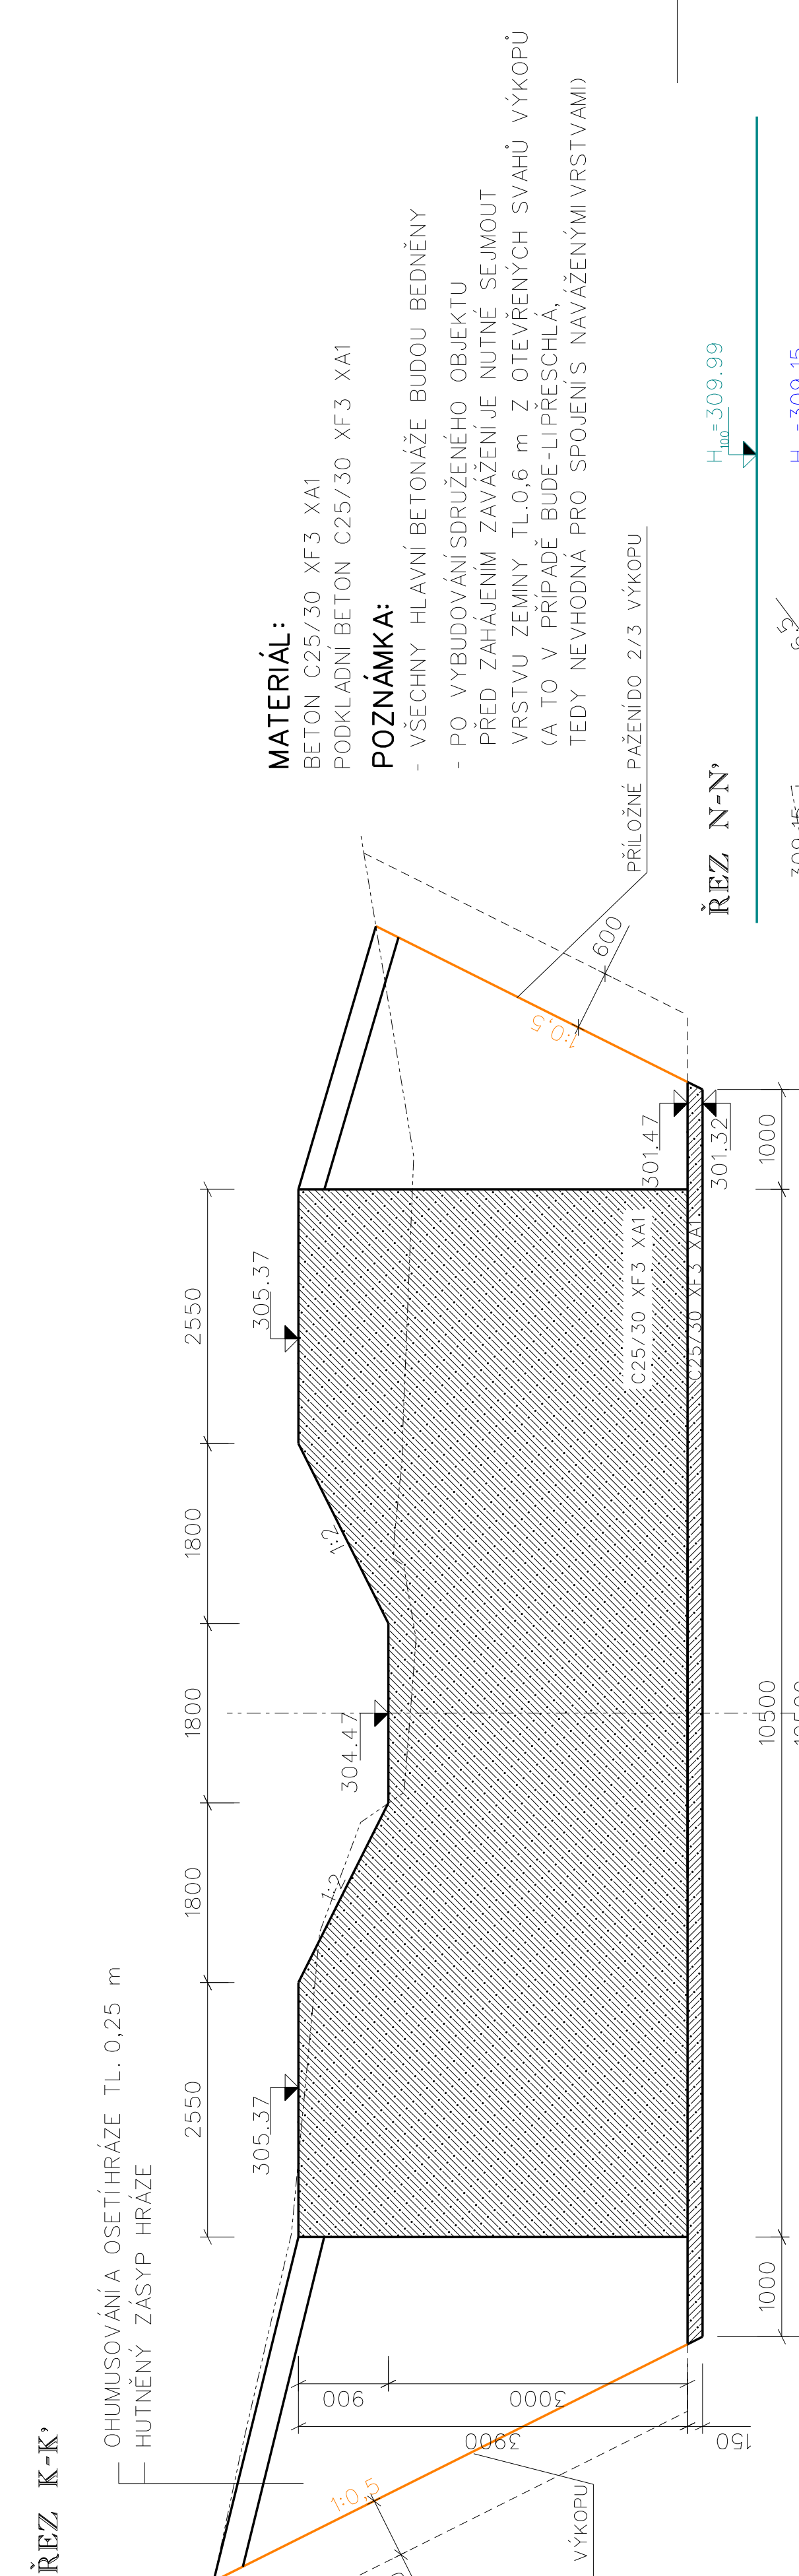 ŘEZ K-K'
OHUMUSOVÁNÍ A OSETÍ HRÁZE TL. 0,25 m
HUTNĚNÝ ZÁSYP HRÁZE
2550
1800
1800
1800
2550
305.37
304.47
305.37
1:2
1:2
900
3000
3900
150
1:0,5
VÝKOPU
1000
10500
1000
C25/30 XF3 XA1
C25/30 XF3 XA1
301.47
301.32
1:0,5
600
PŘÍLOŽNÉ PAŽENÍ DO 2/3 VÝKOPU
MATERIÁL:
BETON C25/30 XF3 XA1
PODKLADNÍ BETON C25/30 XF3 XA1
POZNÁMKA:
- VŠECHNY HLAVNÍ BETONÁŽE BUDOU BEDNĚNY
- PO VYBUDOVÁNÍ SDRUŽENÉHO OBJEKTU
PŘED ZAHÁJENÍM ZAVÁŽENÍ JE NUTNÉ SEJMOUT
VRSTVU ZEMINY TL.0,6 m Z OTEVŘENÝCH SVAHŮ VÝKOPŮ
(A TO V PŘÍPADĚ BUDE-LI PŘESCHLÁ,
TEDY NEVHODNÁ PRO SPOJENÍ S NAVÁŽENÝMI VRSTVAMI)
ŘEZ N-N'
H100=309.99